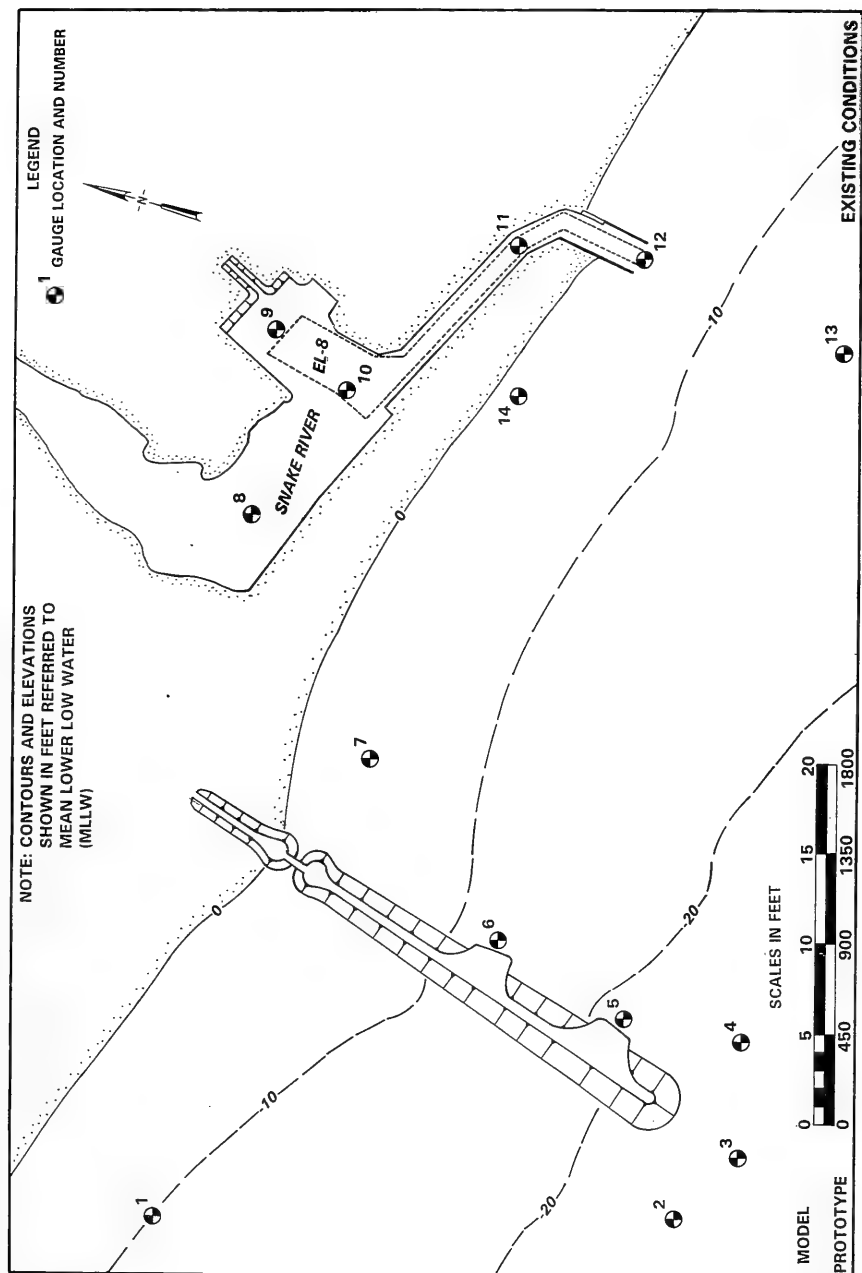 NOTE: CONTOURS AND ELEVATIONS
SHOWN IN FEET REFERRED TO
MEAN LOWER LOW WATER
(MLLW)
LEGEND
1 GAUGE LOCATION AND NUMBER
N
0
-10
-20
1
2
3
4
5
6
7
8
SNAKE RIVER
9
EL-8
10
11
12
13
14
0
-10
-20
SCALES IN FEET
MODEL 0 5 10 15 20
PROTOTYPE 0 450 900 1350 1800
EXISTING CONDITIONS